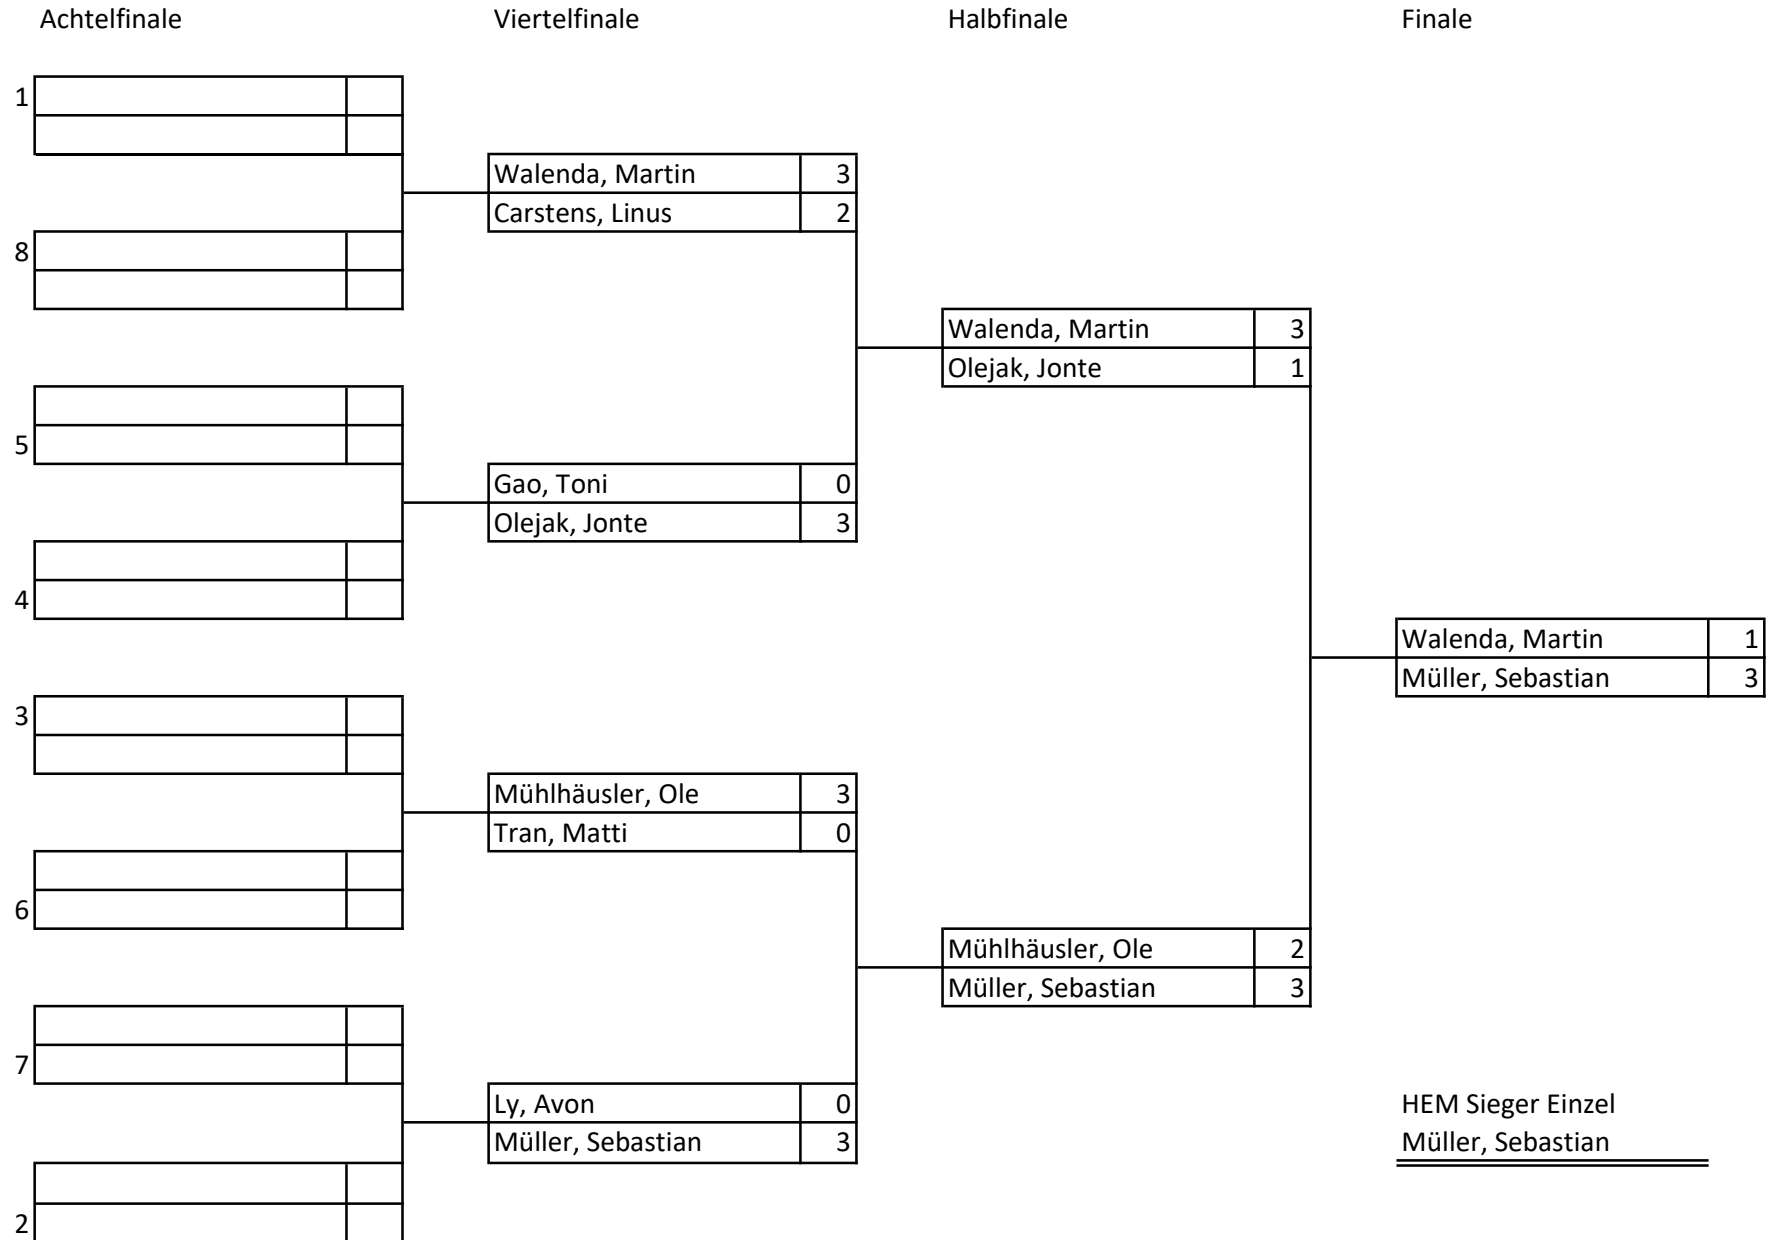 Achtelfinale Viertelfinale Halbfinale Finale
1
Walenda, Martin 3
Carstens, Linus 2
8
Walenda, Martin 3
Olejak, Jonte 1
5
Gao, Toni 0
Olejak, Jonte 3
4
Walenda, Martin 1
Müller, Sebastian 3
3
Mühlhäusler, Ole 3
Tran, Matti 0
6
Mühlhäusler, Ole 2
Müller, Sebastian 3
7
Ly, Avon 0
Müller, Sebastian 3
HEM Sieger Einzel
Müller, Sebastian
2